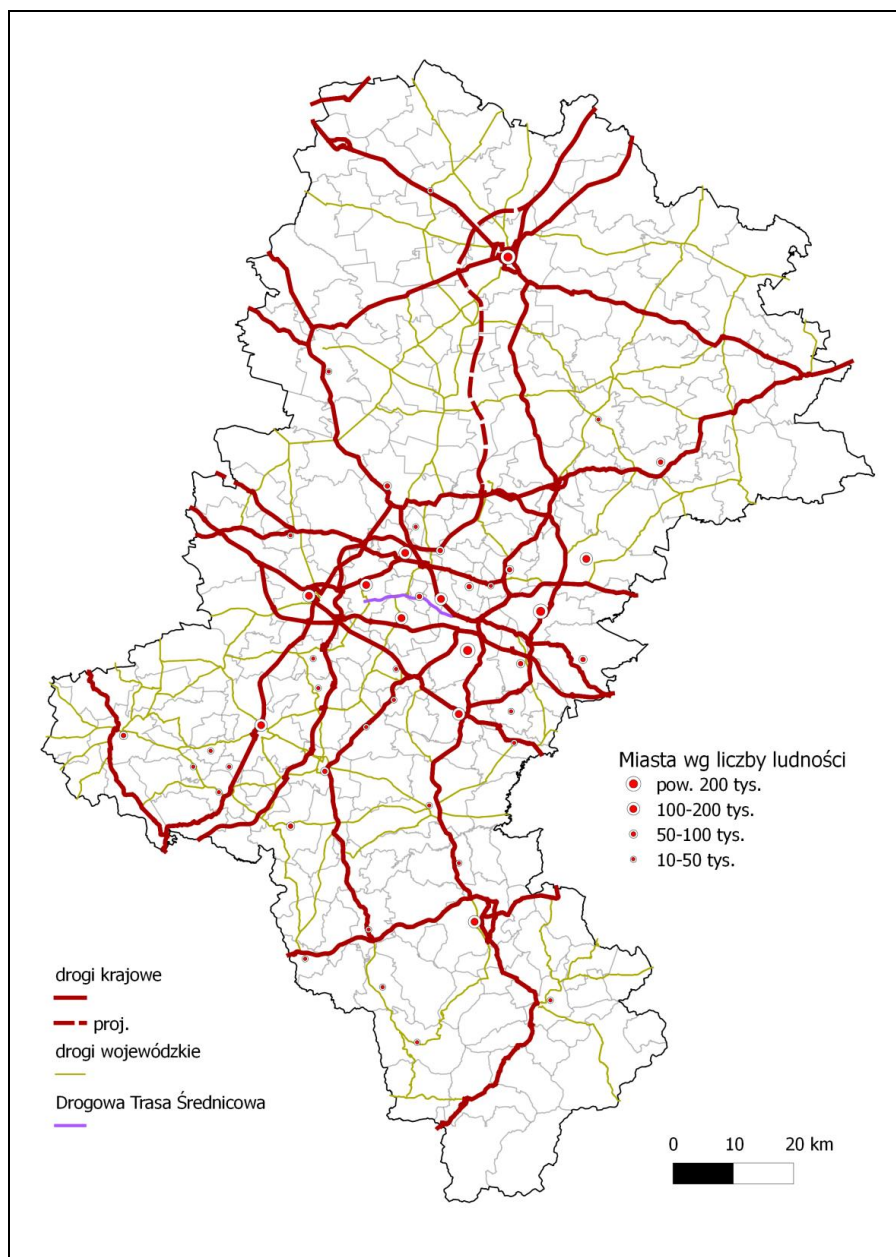 Miasta wg liczby ludności
pow. 200 tys.
100-200 tys.
50-100 tys.
10-50 tys.
drogi krajowe
proj.
drogi wojewódzkie
Drogowa Trasa Średnicowa
0 10 20 km